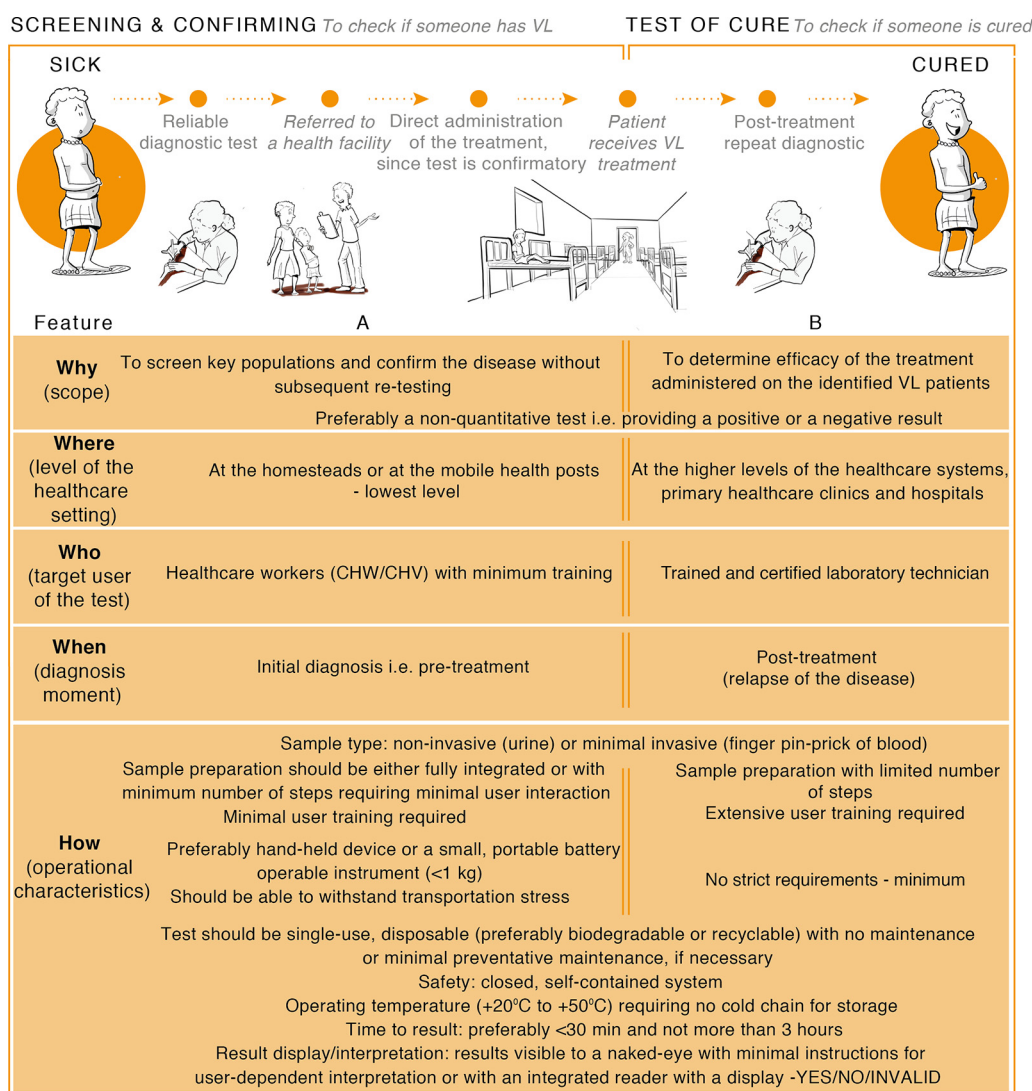 SCREENING & CONFIRMING To check if someone has VL
TEST OF CURE To check if someone is cured
SICK
CURED
Reliable
diagnostic test
Referred to
a health facility
Direct administration
of the treatment,
since test is confirmatory
Patient
receives VL
treatment
Post-treatment
repeat diagnostic
Feature
A
B
Why
(scope)
To screen key populations and confirm the disease without
subsequent re-testing
To determine efficacy of the treatment
administered on the identified VL patients
Preferably a non-quantitative test i.e. providing a positive or a negative result
Where
(level of the
healthcare
setting)
At the homesteads or at the mobile health posts
- lowest level
At the higher levels of the healthcare systems,
primary healthcare clinics and hospitals
Who
(target user
of the test)
Healthcare workers (CHW/CHV) with minimum training
Trained and certified laboratory technician
When
(diagnosis
moment)
Initial diagnosis i.e. pre-treatment
Post-treatment
(relapse of the disease)
How
(operational
characteristics)
Sample type: non-invasive (urine) or minimal invasive (finger pin-prick of blood)
Sample preparation should be either fully integrated or with
minimum number of steps requiring minimal user interaction
Minimal user training required
Sample preparation with limited number
of steps
Extensive user training required
Preferably hand-held device or a small, portable battery
operable instrument (<1 kg)
Should be able to withstand transportation stress
No strict requirements - minimum
Test should be single-use, disposable (preferably biodegradable or recyclable) with no maintenance
or minimal preventative maintenance, if necessary
Safety: closed, self-contained system
Operating temperature (+20⁰C to +50⁰C) requiring no cold chain for storage
Time to result: preferably <30 min and not more than 3 hours
Result display/interpretation: results visible to a naked-eye with minimal instructions for
user-dependent interpretation or with an integrated reader with a display -YES/NO/INVALID